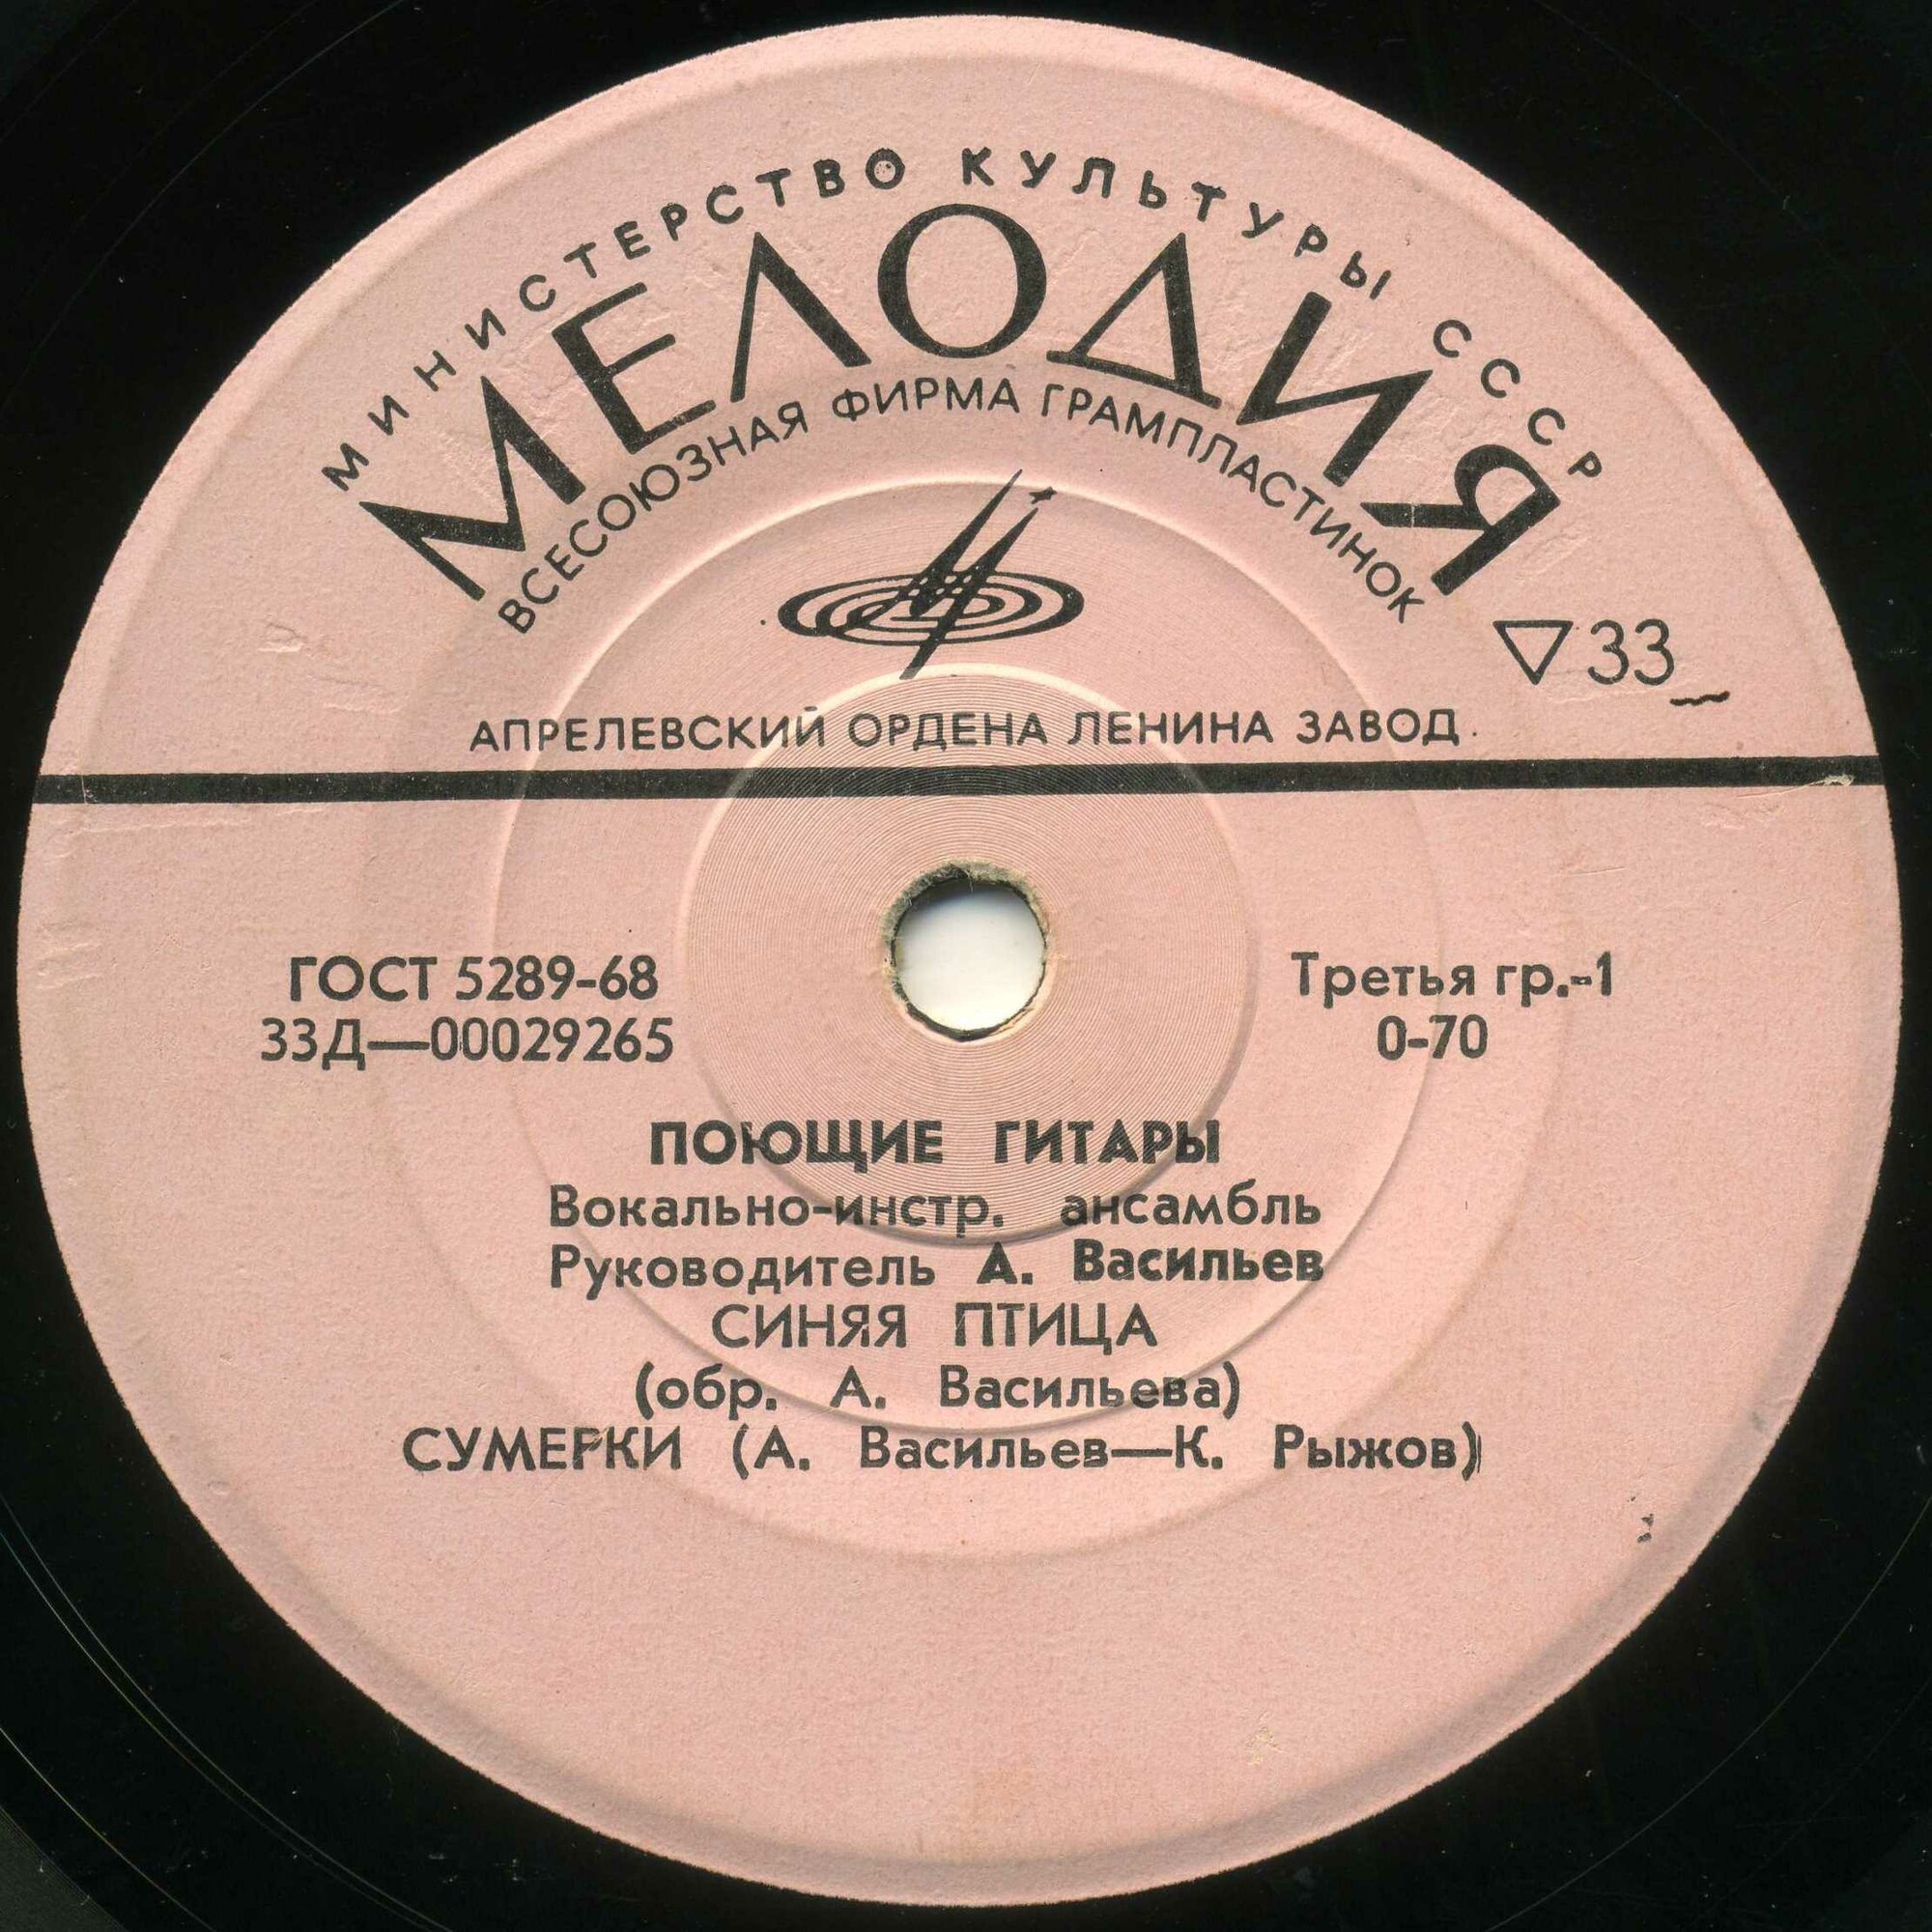 МИНИСТЕРСТВО КУЛЬТУРЫ СССР
МЕЛОДИЯ
ВСЕСОЮЗНАЯ ФИРМА ГРАМПЛАСТИНОК
▽33
АПРЕЛЕВСКИЙ ОРДЕНА ЛЕНИНА ЗАВОД
ГОСТ 5289-68
33Д—00029265
Третья гр.-1
0-70
ПОЮЩИЕ ГИТАРЫ
Вокально-инстр. ансамбль
Руководитель А. Васильев
СИНЯЯ ПТИЦА
(обр. А. Васильева)
СУМЕРКИ (А. Васильев—К. Рыжов)